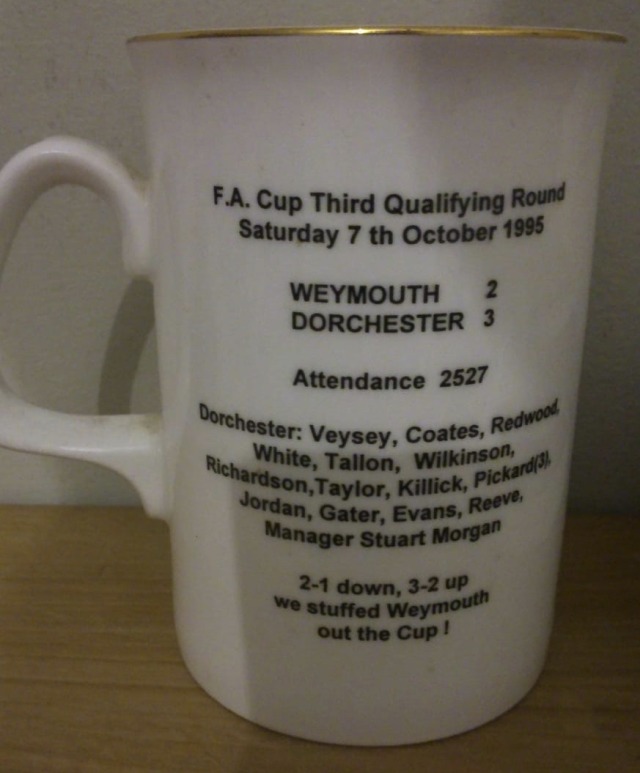 F.A. Cup Third Qualifying Round
Saturday 7 th October 1995
WEYMOUTH 2
DORCHESTER 3
Attendance 2527
Dorchester: Veysey, Coates, Redwood,
White, Tallon, Wilkinson,
Richardson,Taylor, Killick, Pickard(3),
Jordan, Gater, Evans, Reeve,
Manager Stuart Morgan
2-1 down, 3-2 up
we stuffed Weymouth
out the Cup !